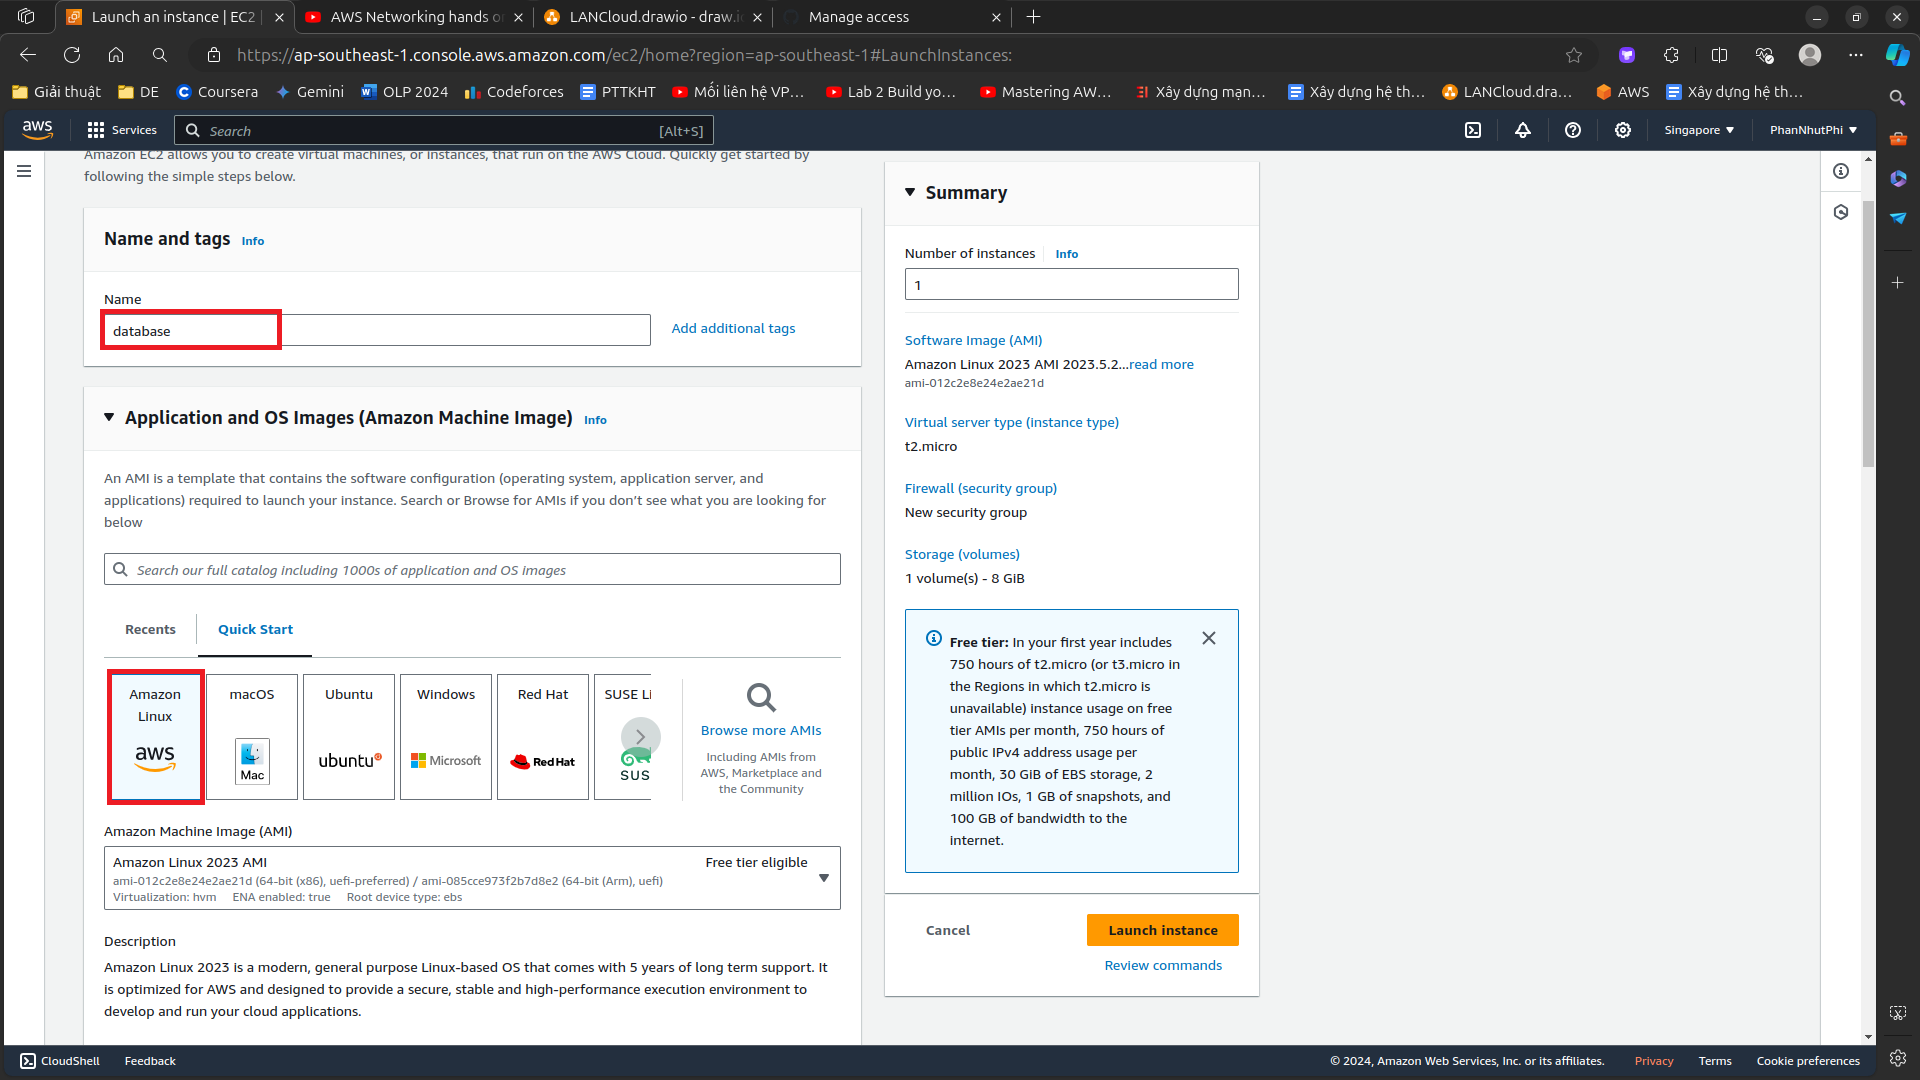 Launch an instance | EC2 |
AWS Networking hands o
LANCloud.drawio - draw.i
Manage access
https://ap-southeast-1.console.aws.amazon.com/ec2/home?region=ap-southeast-1#LaunchInstances:
Giải thuật
DE
Coursera
Gemini
OLP 2024
Codeforces
PTTKHT
Mối liên hệ VP...
Lab 2 Build yo...
Mastering AW...
Xây dựng mạn...
Xây dựng hệ th...
LANCloud.dra...
AWS
Xây dựng hệ th...
aws
Services
Search
[Alt+S]
Singapore
PhanNhutPhi
Amazon EC2 allows you to create virtual machines, or instances, that run on the AWS Cloud. Quickly get started by
following the simple steps below.
Name and tags Info
Name
database
Add additional tags
Application and OS Images (Amazon Machine Image) Info
An AMI is a template that contains the software configuration (operating system, application server, and
applications) required to launch your instance. Search or Browse for AMIs if you don’t see what you are looking for
below
Search our full catalog including 1000s of application and OS images
Recents
Quick Start
Amazon
Linux
aws
macOS
Mac
Ubuntu
ubuntu
Windows
Microsoft
Red Hat
Red Hat
SUSE Li
SUS
Browse more AMIs
Including AMIs from
AWS, Marketplace and
the Community
Amazon Machine Image (AMI)
Amazon Linux 2023 AMI
Free tier eligible
ami-012c2e8e24e2ae21d (64-bit (x86), uefi-preferred) / ami-085cce973f2b7d8e2 (64-bit (Arm), uefi)
Virtualization: hvm ENA enabled: true Root device type: ebs
Description
Amazon Linux 2023 is a modern, general purpose Linux-based OS that comes with 5 years of long term support. It
is optimized for AWS and designed to provide a secure, stable and high-performance execution environment to
develop and run your cloud applications.
Summary
Number of instances Info
1
Software Image (AMI)
Amazon Linux 2023 AMI 2023.5.2...read more
ami-012c2e8e24e2ae21d
Virtual server type (instance type)
t2.micro
Firewall (security group)
New security group
Storage (volumes)
1 volume(s) - 8 GiB
Free tier: In your first year includes
750 hours of t2.micro (or t3.micro in
the Regions in which t2.micro is
unavailable) instance usage on free
tier AMIs per month, 750 hours of
public IPv4 address usage per
month, 30 GiB of EBS storage, 2
million IOs, 1 GB of snapshots, and
100 GB of bandwidth to the
internet.
Cancel
Launch instance
Review commands
CloudShell
Feedback
© 2024, Amazon Web Services, Inc. or its affiliates.
Privacy
Terms
Cookie preferences